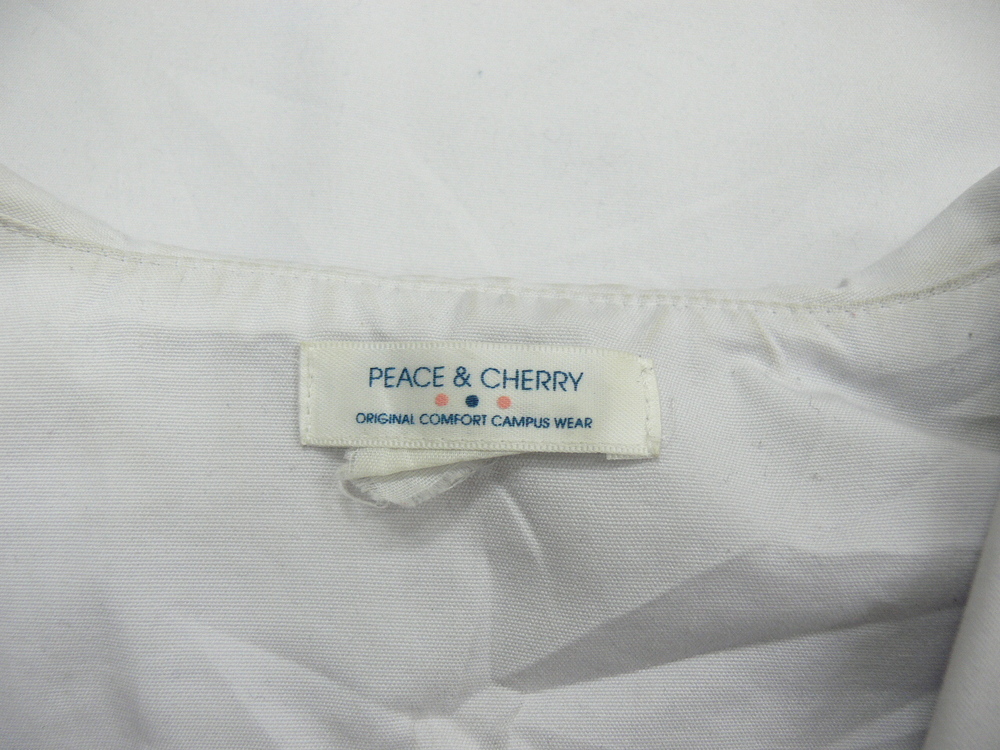 PEACE & CHERRY
ORIGINAL COMFORT CAMPUS WEAR